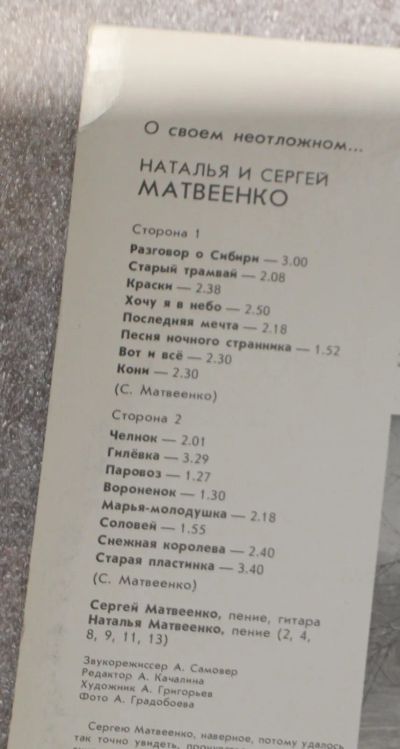 О своем неотложном...
НАТАЛЬЯ И СЕРГЕЙ
МАТВЕЕНКО
Сторона 1
Разговор о Сибири — 3.00
Старый трамвай — 2.08
Краски — 2.38
Хочу я в небо — 2.50
Последняя мечта — 2.18
Песня ночного странника — 1.52
Вот и всё — 2.30
Кони — 2.30
(С. Матвеенко)
Сторона 2
Челнок — 2.01
Гилёвка — 3.29
Паровоз — 1.27
Вороненок — 1.30
Марья-молодушка — 2.18
Соловей — 1.55
Снежная королева — 2.40
Старая пластинка — 3.40
(С. Матвеенко)
Сергей Матвеенко, пение, гитара
Наталья Матвеенко, пение (2, 4,
8, 9, 11, 13)
Звукорежиссер А. Самовер
Редактор А. Качалина
Художник А. Григорьев
Фото А. Градобоева
Сергею Матвеенко, наверное, потому удалось
так точно увидеть,